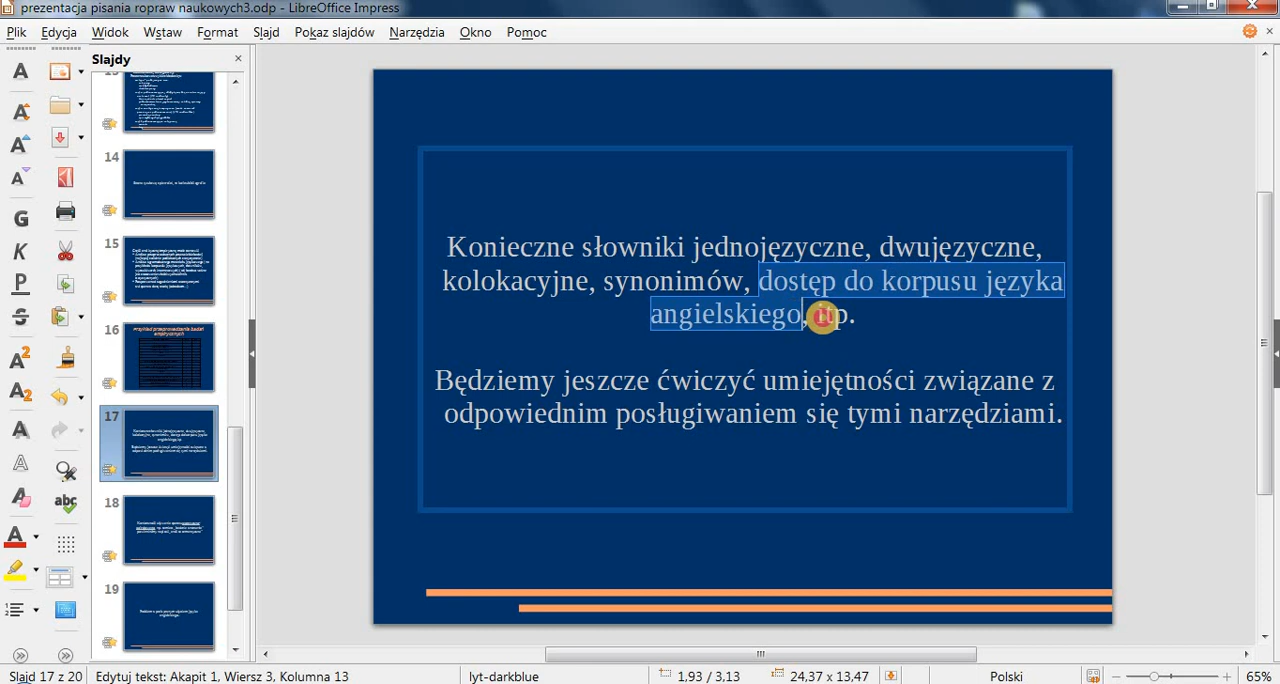 prezentacja pisania ropraw naukowych3.odp - LibreOffice Impress
Plik Edycja Widok Wstaw Format Slajd Pokaz slajdów Narzędzia Okno Pomoc
Slajdy
14
15
16
17
18
19
Konieczne słowniki jednojęzyczne, dwujęzyczne,
kolokacyjne, synonimów, dostęp do korpusu języka
angielskiego, itp.
Będziemy jeszcze ćwiczyć umiejętności związane z
odpowiednim posługiwaniem się tymi narzędziami.
Slajd 17 z 20 Edytuj tekst: Akapit 1, Wiersz 3, Kolumna 13 lyt-darkblue 1,93 / 3,13 24,37 x 13,47 Polski 65%